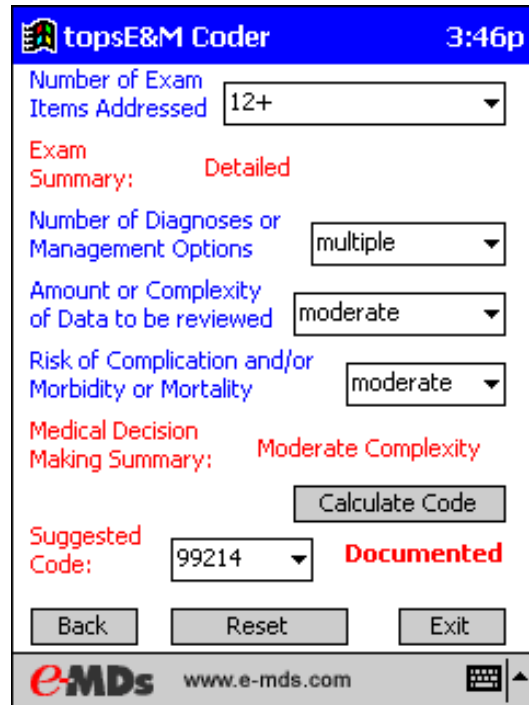 topsE&M Coder 3:46p
Number of Exam
Items Addressed 12+
Exam
Summary: Detailed
Number of Diagnoses or
Management Options multiple
Amount or Complexity
of Data to be reviewed moderate
Risk of Complication and/or
Morbidity or Mortality moderate
Medical Decision
Making Summary: Moderate Complexity
Calculate Code
Suggested
Code: 99214 Documented
Back Reset Exit
e-MDs www.e-mds.com